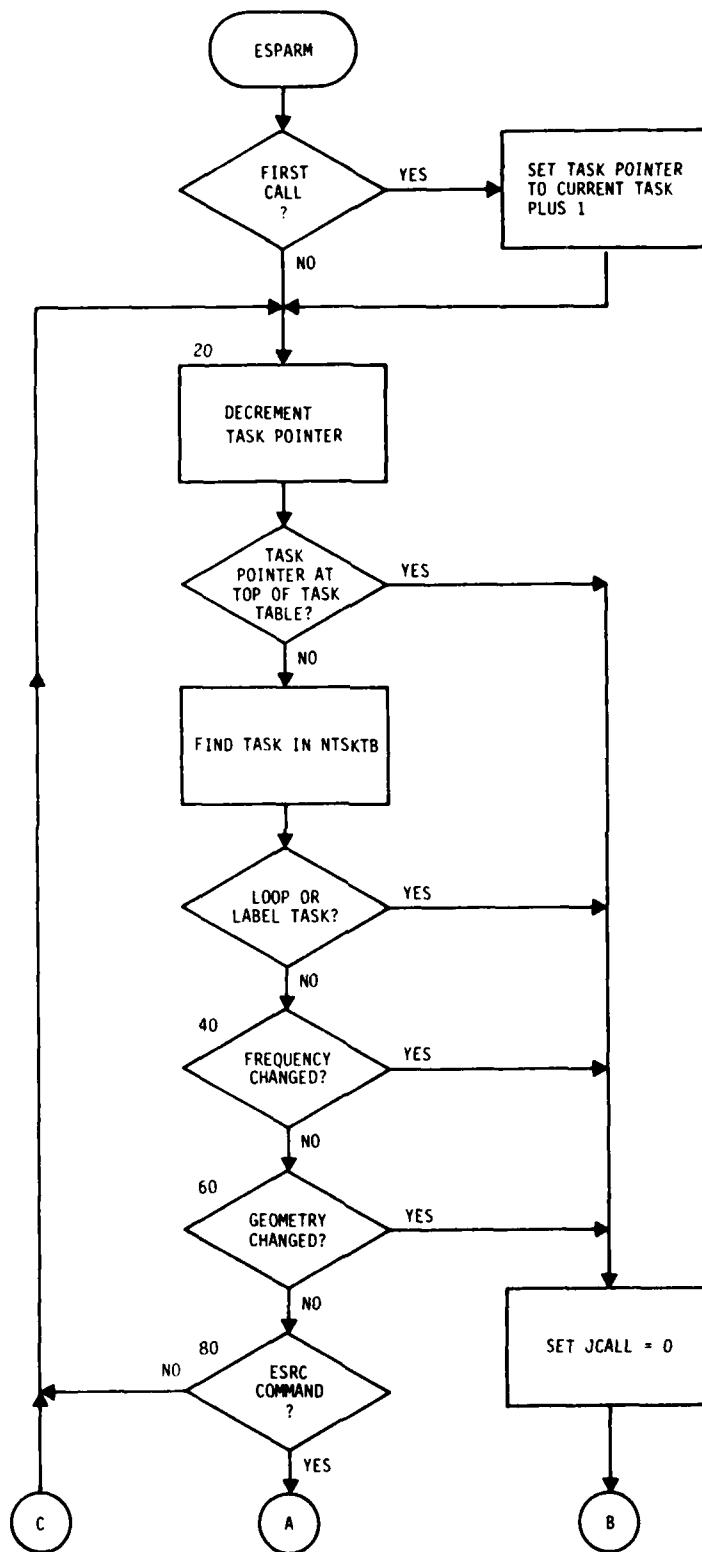 ESPARM
FIRST
CALL
?
YES
SET TASK POINTER
TO CURRENT TASK
PLUS 1
NO
20
DECREMENT
TASK POINTER
TASK
POINTER AT
TOP OF TASK
TABLE?
YES
NO
FIND TASK IN NTSKTB
LOOP OR
LABEL TASK?
YES
NO
40
FREQUENCY
CHANGED?
YES
NO
60
GEOMETRY
CHANGED?
YES
NO
SET JCALL = 0
80
NO
ESRC
COMMAND
?
YES
C
A
B